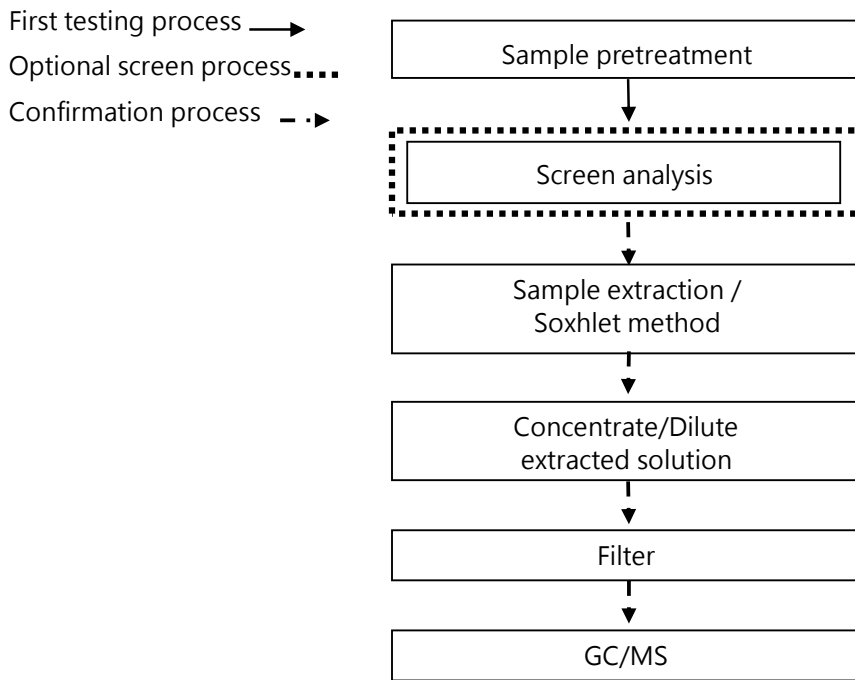 First testing process
Optional screen process
Confirmation process
Sample pretreatment
Screen analysis
Sample extraction /
Soxhlet method
Concentrate/Dilute
extracted solution
Filter
GC/MS